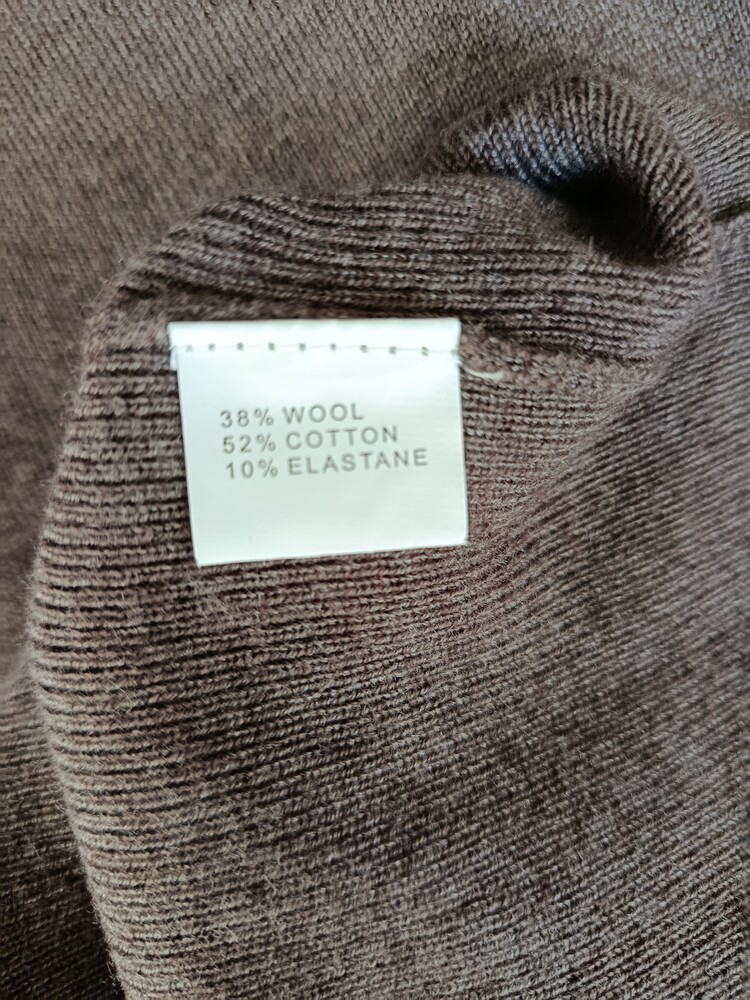 38% WOOL
52% COTTON
10% ELASTANE